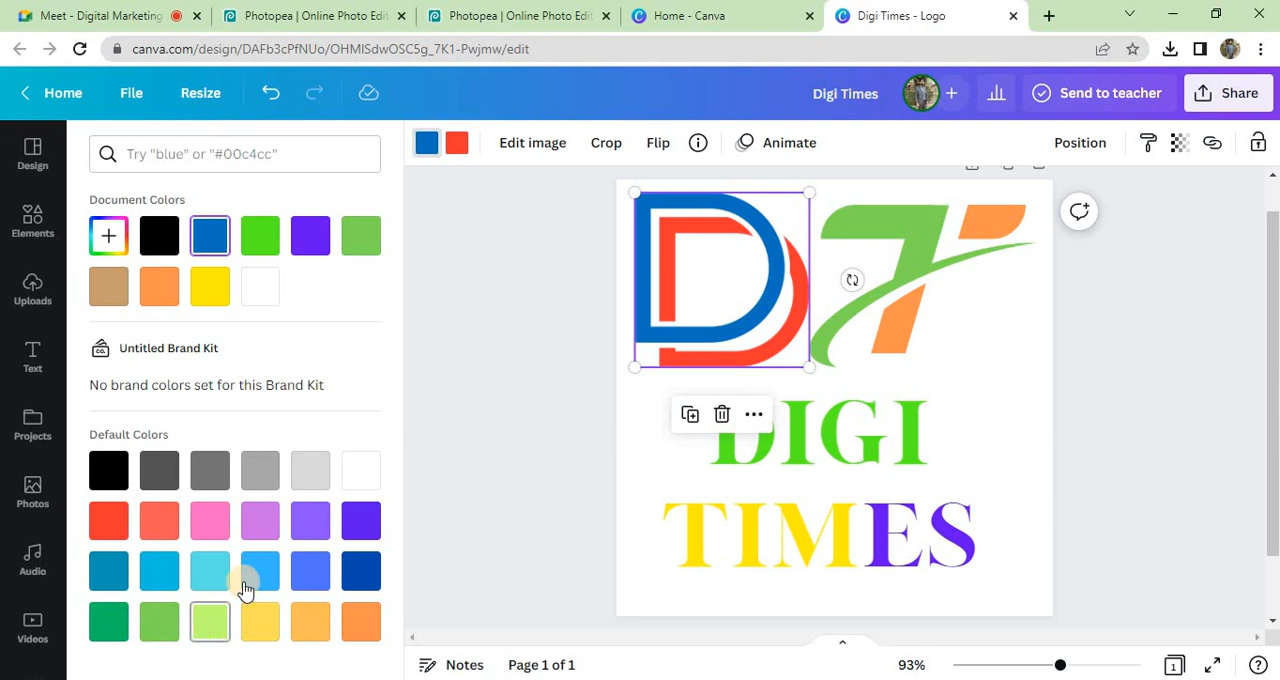 Meet - Digital Marketing
Photopea | Online Photo Edit
Photopea | Online Photo Edit
Home - Canva
Digi Times - Logo
canva.com/design/DAFb3cPfNUo/OHMlSdwOSC5g_7K1-Pwjmw/edit
Home
File
Resize
Digi Times
Send to teacher
Share
Design
Elements
Uploads
Text
Projects
Photos
Audio
Videos
Try "blue" or "#00c4cc"
Document Colors
Untitled Brand Kit
No brand colors set for this Brand Kit
Default Colors
Edit image
Crop
Flip
Animate
Position
DT
DIGI
TIMES
Notes
Page 1 of 1
93%
1